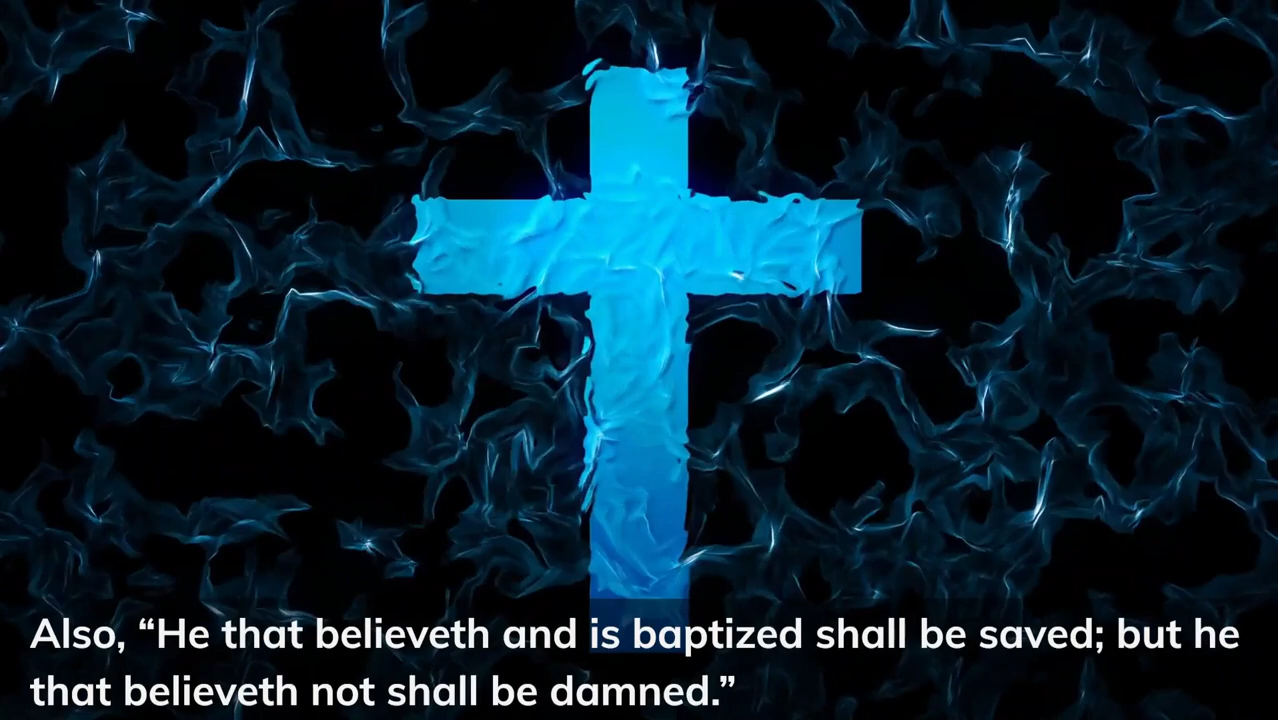 Also, “He that believeth and is baptized shall be saved; but he
that believeth not shall be damned.”